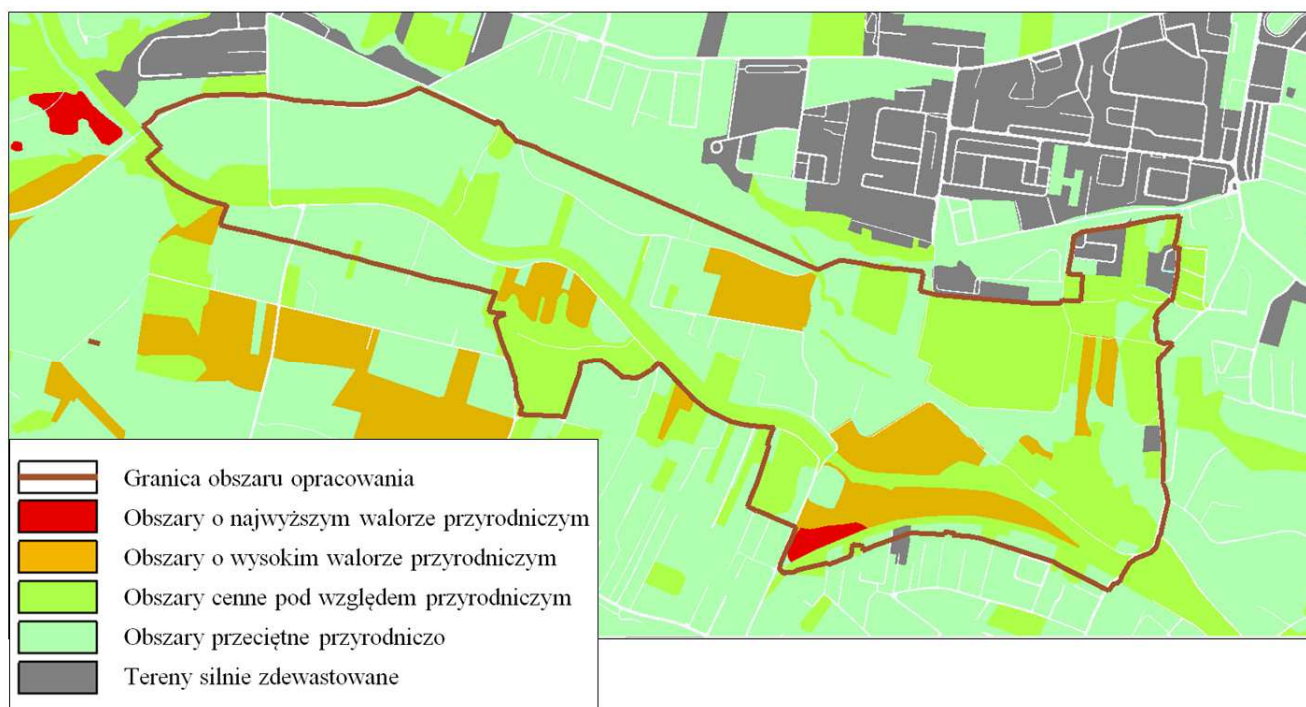 Granica obszaru opracowania
Obszary o najwyższym walorze przyrodniczym
Obszary o wysokim walorze przyrodniczym
Obszary cenne pod względem przyrodniczym
Obszary przeciętne przyrodniczo
Tereny silnie zdewastowane